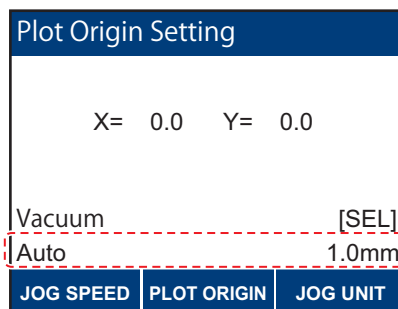 Plot Origin Setting
X= 0.0 Y= 0.0
Vacuum [SEL]
Auto 1.0mm
JOG SPEED PLOT ORIGIN JOG UNIT